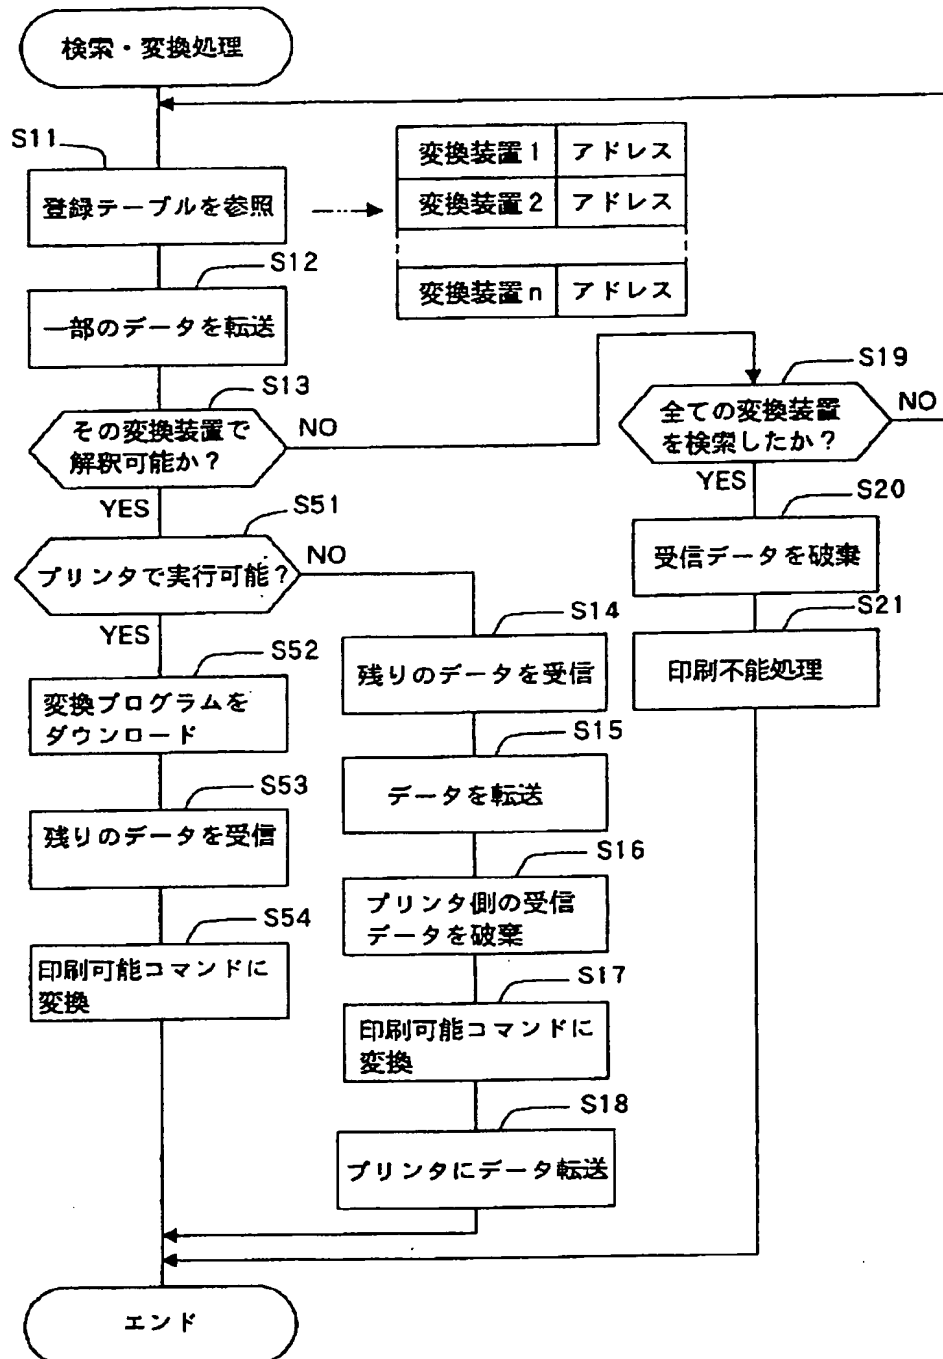 検索・変換処理
S11
登録テーブルを参照
変換装置1 アドレス
変換装置2 アドレス
変換装置n アドレス
S12
一部のデータを転送
S13
その変換装置で
解釈可能か?
NO
YES
S19
全ての変換装置
を検索したか?
NO
YES
S20
受信データを破棄
S21
印刷不能処理
S51
プリンタで実行可能?
NO
YES
S52
変換プログラムを
ダウンロード
S53
残りのデータを受信
S54
印刷可能コマンドに
変換
S14
残りのデータを受信
S15
データを転送
S16
プリンタ側の受信
データを破棄
S17
印刷可能コマンドに
変換
S18
プリンタにデータ転送
エンド